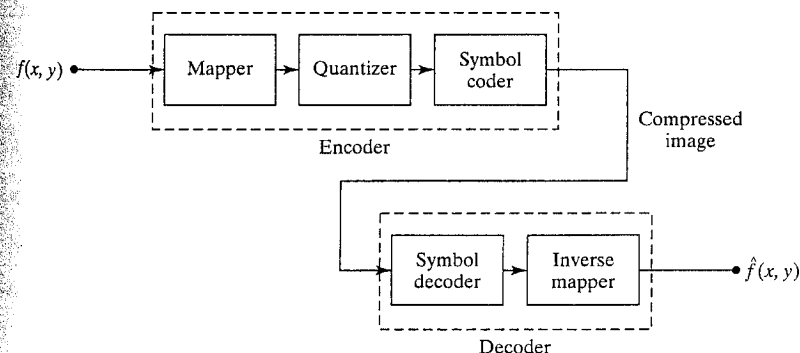 f(x, y)
Mapper
Quantizer
Symbol
coder
Encoder
Compressed
image
Symbol
decoder
Inverse
mapper
f̂(x, y)
Decoder